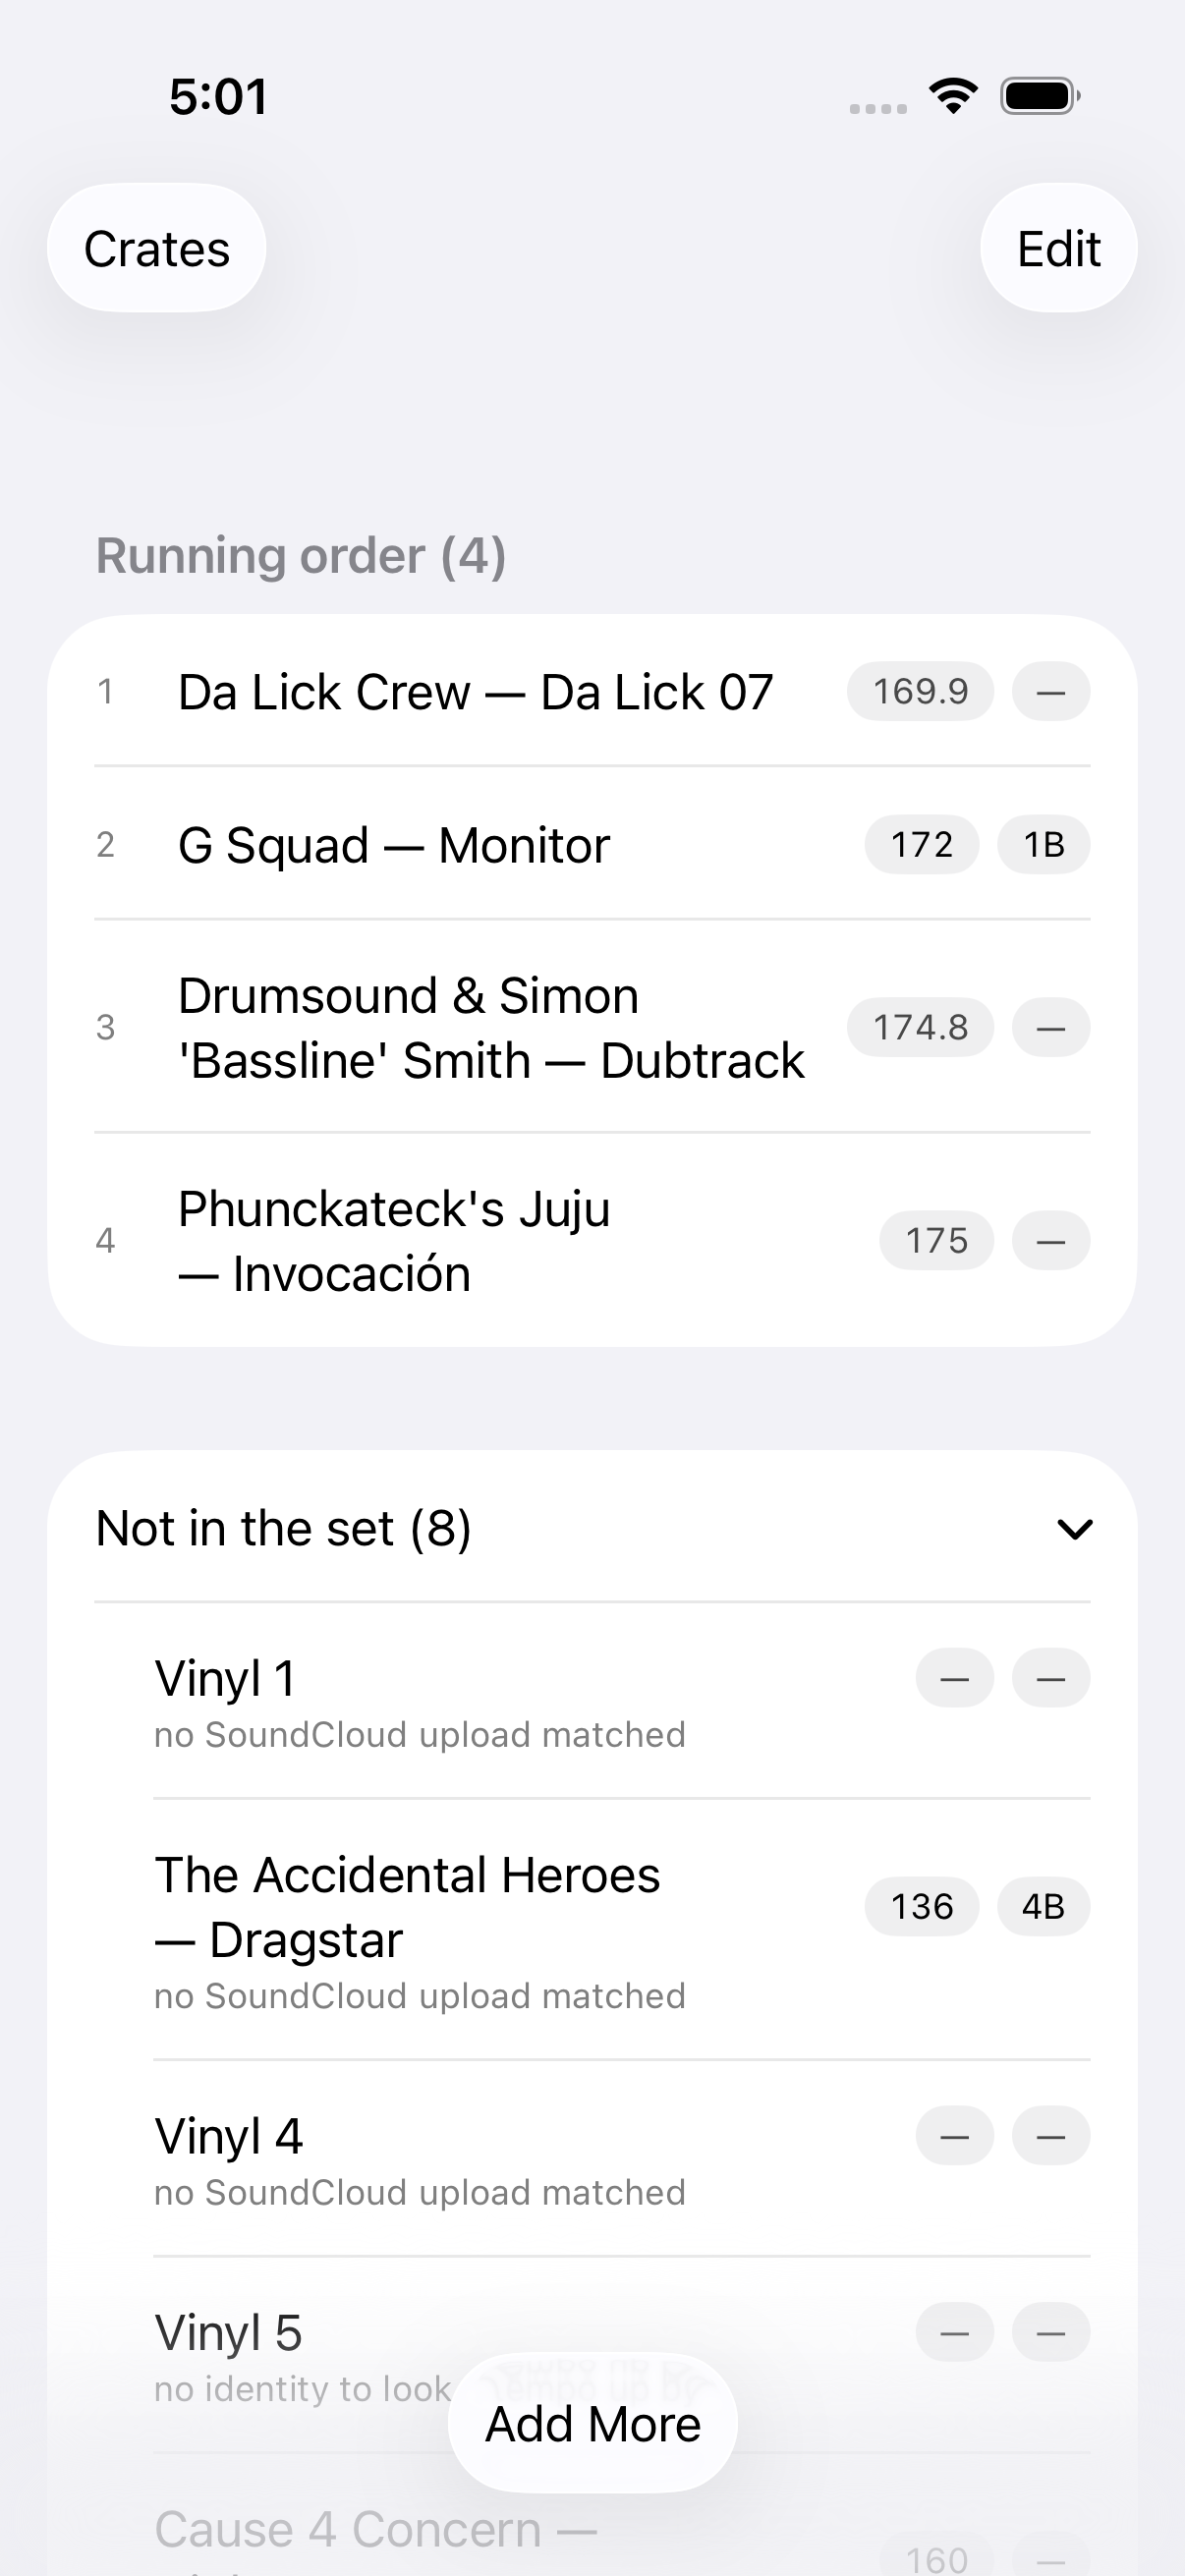 5:01
Crates
Edit
Running order (4)
1 Da Lick Crew — Da Lick 07 169.9 —
2 G Squad — Monitor 172 1B
3 Drumsound & Simon
'Bassline' Smith — Dubtrack 174.8 —
4 Phunckateck's Juju
— Invocación 175 —
Not in the set (8)
Vinyl 1 — —
no SoundCloud upload matched
The Accidental Heroes
— Dragstar 136 4B
no SoundCloud upload matched
Vinyl 4 — —
no SoundCloud upload matched
Vinyl 5 — —
no identity to look
Add More
Cause 4 Concern — 160 —